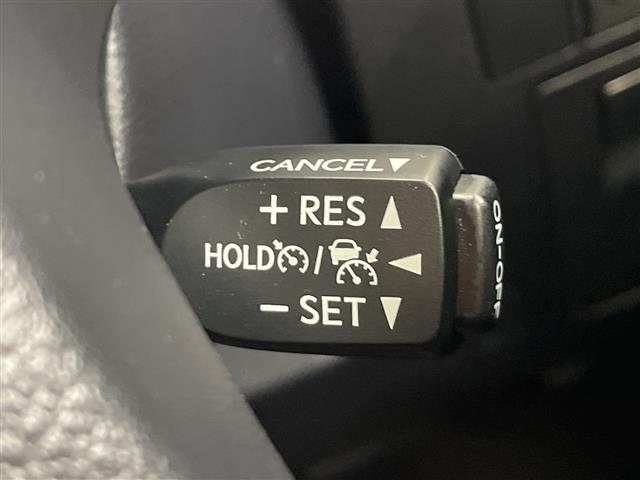 CANCEL▼
+ RES ▲
HOLD / ◀
− SET ▼
ON-OFF